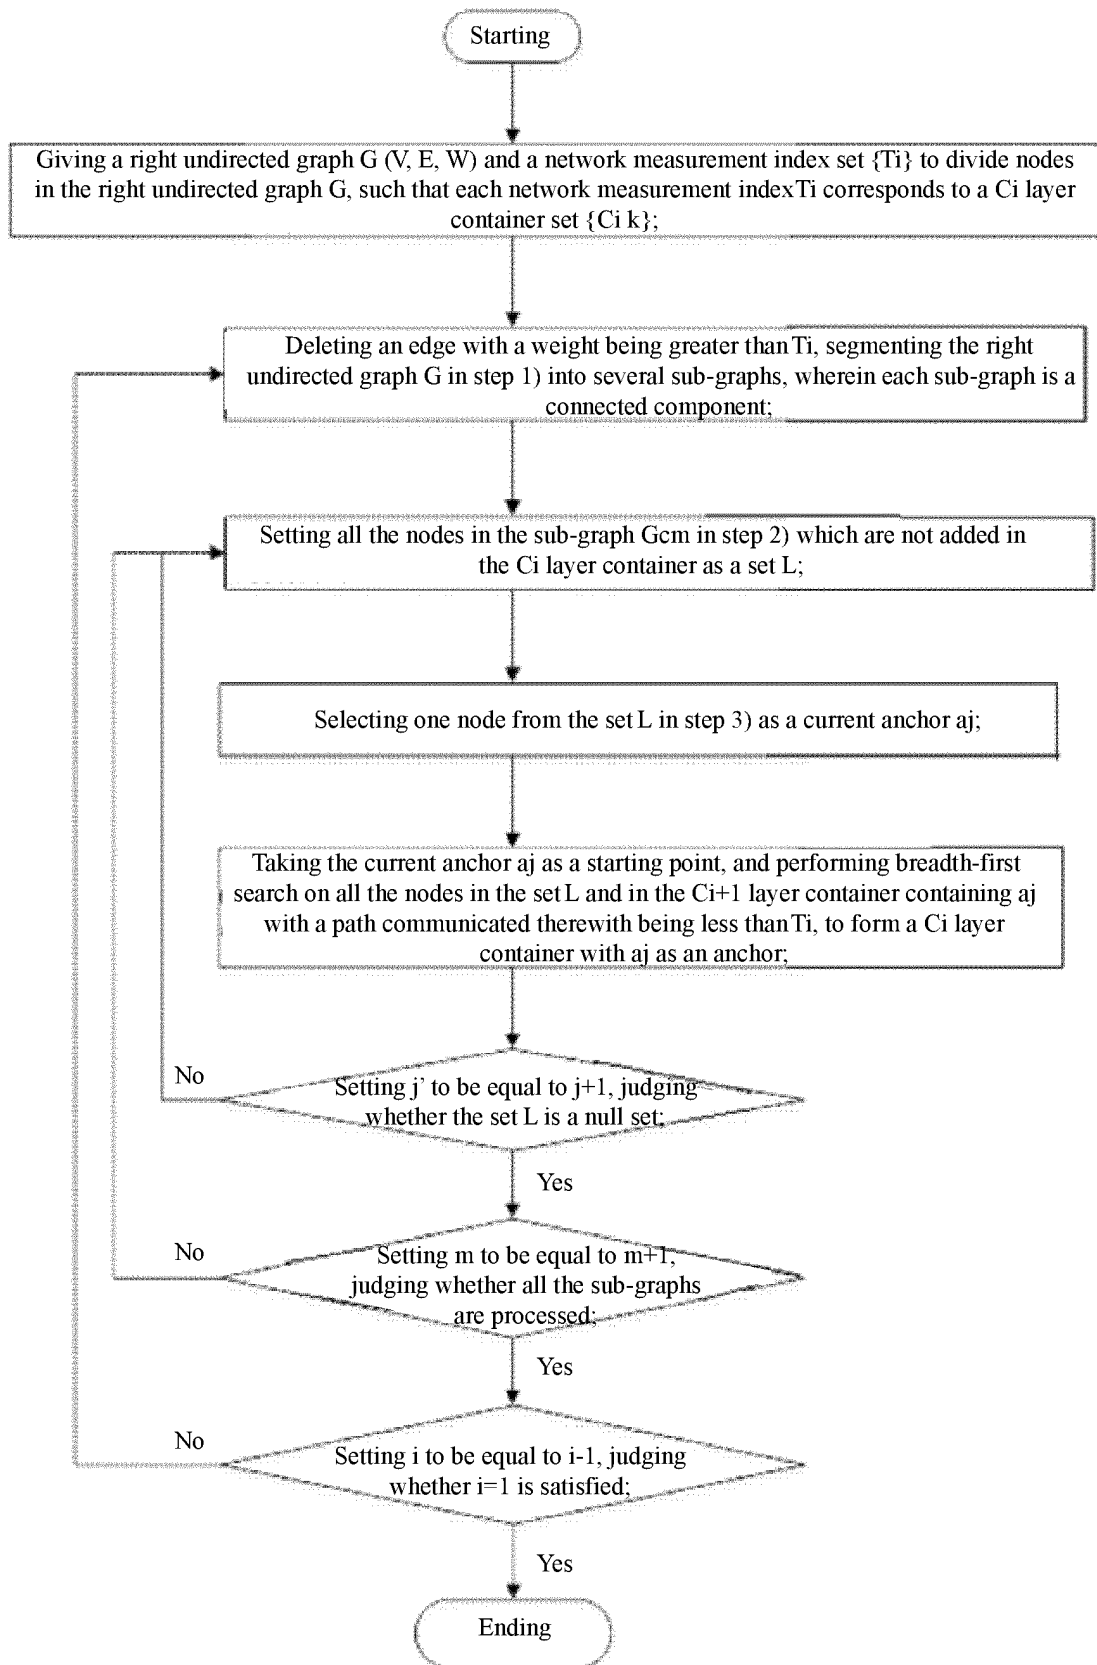 Starting
Giving a right undirected graph G (V, E, W) and a network measurement index set {Ti} to divide nodes
in the right undirected graph G, such that each network measurement indexTi corresponds to a Ci layer
container set {Ci k};
Deleting an edge with a weight being greater than Ti, segmenting the right
undirected graph G in step 1) into several sub-graphs, wherein each sub-graph is a
connected component;
Setting all the nodes in the sub-graph Gcm in step 2) which are not added in
the Ci layer container as a set L;
Selecting one node from the set L in step 3) as a current anchor aj;
Taking the current anchor aj as a starting point, and performing breadth-first
search on all the nodes in the set L and in the Ci+1 layer container containing aj
with a path communicated therewith being less than Ti, to form a Ci layer
container with aj as an anchor;
No
Setting j' to be equal to j+1, judging
whether the set L is a null set;
Yes
No
Setting m to be equal to m+1,
judging whether all the sub-graphs
are processed;
Yes
No
Setting i to be equal to i-1, judging
whether i=1 is satisfied;
Yes
Ending